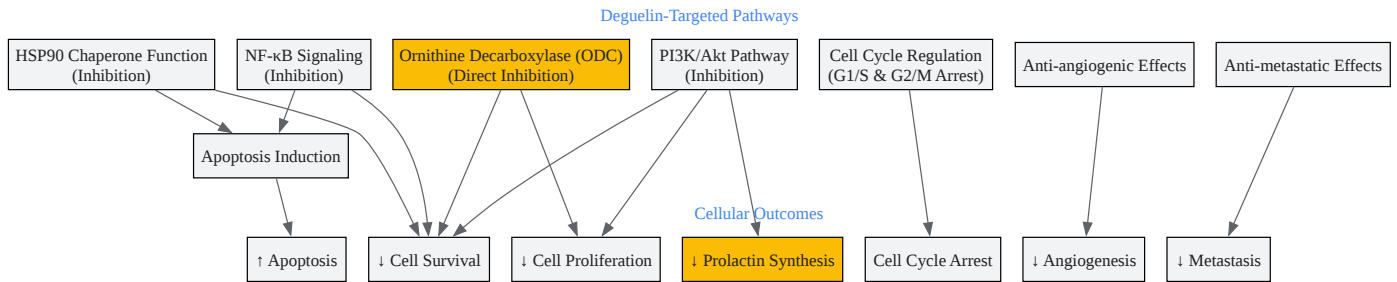 Deguelin-Targeted Pathways
HSP90 Chaperone Function
(Inhibition)
NF-κB Signaling
(Inhibition)
Ornithine Decarboxylase (ODC)
(Direct Inhibition)
PI3K/Akt Pathway
(Inhibition)
Cell Cycle Regulation
(G1/S & G2/M Arrest)
Anti-angiogenic Effects
Anti-metastatic Effects
Apoptosis Induction
Cellular Outcomes
↑ Apoptosis
↓ Cell Survival
↓ Cell Proliferation
↓ Prolactin Synthesis
Cell Cycle Arrest
↓ Angiogenesis
↓ Metastasis